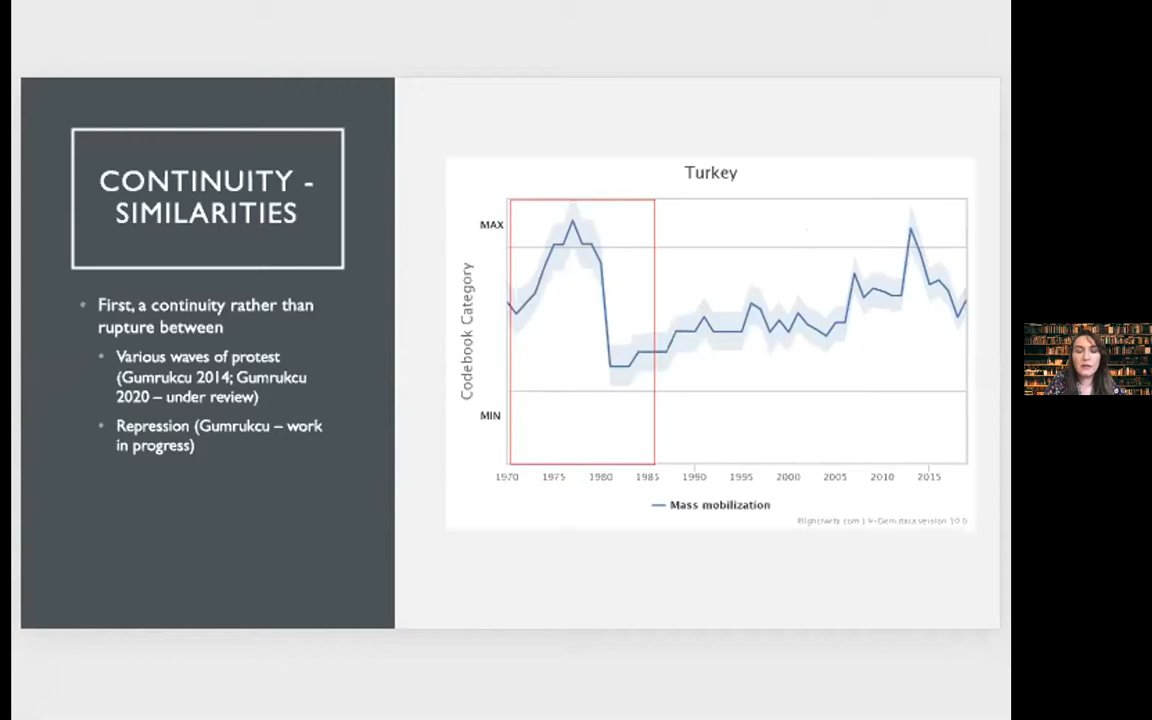 CONTINUITY -
SIMILARITIES
First, a continuity rather than
rupture between
Various waves of protest
(Gumrukcu 2014; Gumrukcu
2020 – under review)
Repression (Gumrukcu – work
in progress)
Turkey
MAX
Codebook Category
MIN
1970 1975 1980 1985 1990 1995 2000 2005 2010 2015
Mass mobilization
Highcharts.com | V-Dem data version 10.0